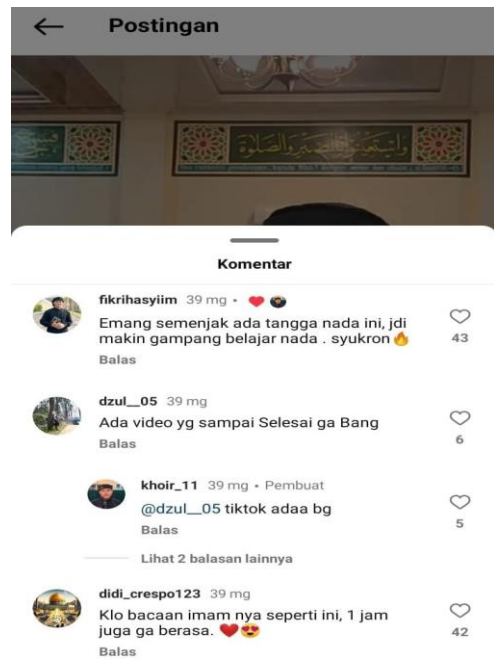 Postingan
واستعينوا بالصبر والصلوة
Komentar
fikrihasyiim 39 mg •
Emang semenjak ada tangga nada ini, jdi
makin gampang belajar nada . syukron🔥
43
Balas
dzul__05 39 mg
Ada video yg sampai Selesai ga Bang
6
Balas
khoir_11 39 mg • Pembuat
@dzul__05 tiktok adaa bg
5
Balas
Lihat 2 balasan lainnya
didi_crespo123 39 mg
Klo bacaan imam nya seperti ini, 1 jam
juga ga berasa. ❤️😍
42
Balas